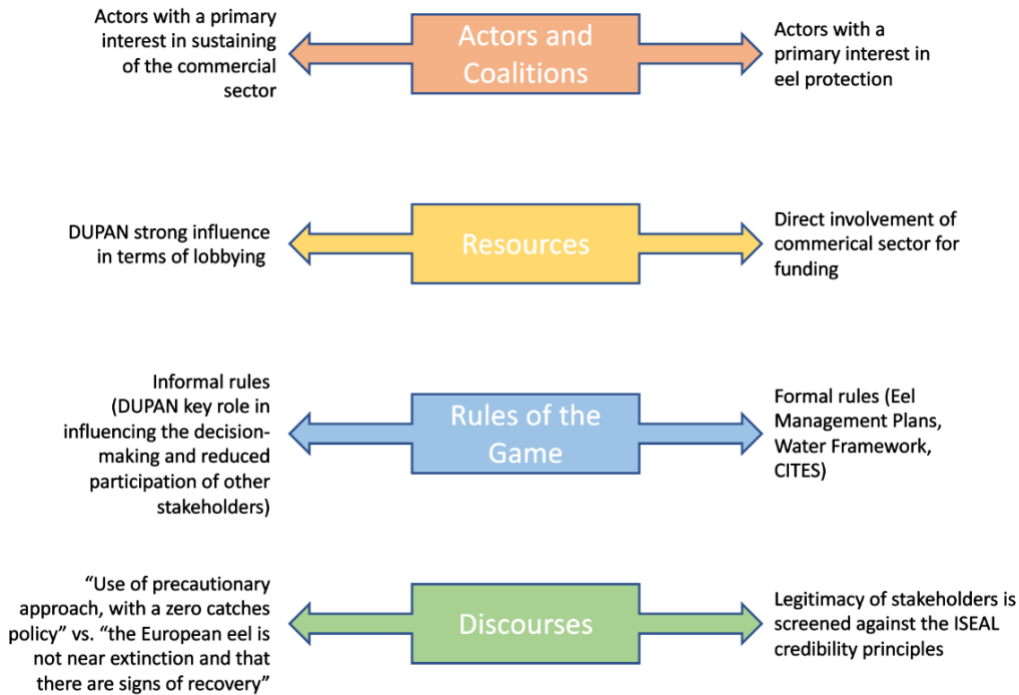 Actors with a primary
interest in sustaining
of the commercial
sector
Actors and
Coalitions
Actors with a
primary interest in
eel protection
DUPAN strong influence
in terms of lobbying
Resources
Direct involvement of
commerical sector for
funding
Informal rules
(DUPAN key role in
influencing the decision-
making and reduced
participation of other
stakeholders)
Rules of the
Game
Formal rules (Eel
Management Plans,
Water Framework,
CITES)
“Use of precautionary
approach, with a zero catches
policy” vs. “the European eel is
not near extinction and that
there are signs of recovery”
Discourses
Legitimacy of stakeholders is
screened against the ISEAL
credibility principles